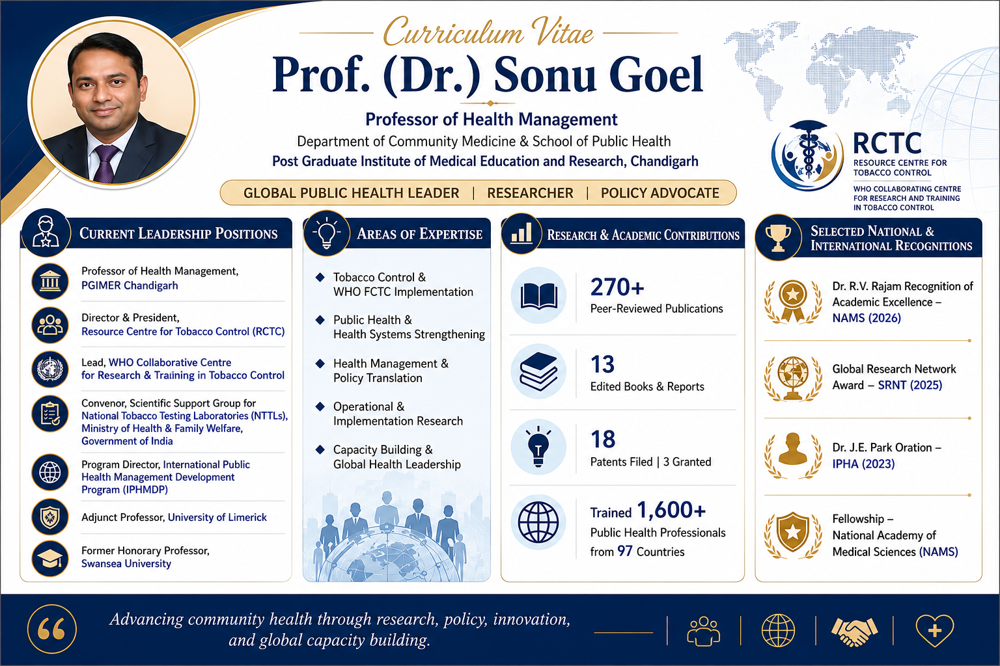 Curriculum Vitae
Prof. (Dr.) Sonu Goel
Professor of Health Management
Department of Community Medicine & School of Public Health
Post Graduate Institute of Medical Education and Research, Chandigarh
GLOBAL PUBLIC HEALTH LEADER | RESEARCHER | POLICY ADVOCATE
RCTC
RESOURCE CENTRE FOR
TOBACCO CONTROL
WHO COLLABORATING CENTRE
FOR RESEARCH AND TRAINING
IN TOBACCO CONTROL
CURRENT LEADERSHIP POSITIONS
Professor of Health Management,
PGIMER Chandigarh
Director & President,
Resource Centre for Tobacco Control (RCTC)
Lead, WHO Collaborative Centre
for Research & Training in Tobacco Control
Convenor, Scientific Support Group for
National Tobacco Testing Laboratories (NTTLs),
Ministry of Health & Family Welfare,
Government of India
Program Director, International Public
Health Management Development
Program (IPHMDP)
Adjunct Professor, University of Limerick
Former Honorary Professor,
Swansea University
AREAS OF EXPERTISE
Tobacco Control &
WHO FCTC Implementation
Public Health &
Health Systems Strengthening
Health Management &
Policy Translation
Operational &
Implementation Research
Capacity Building &
Global Health Leadership
RESEARCH & ACADEMIC CONTRIBUTIONS
270+
Peer-Reviewed Publications
13
Edited Books & Reports
18
Patents Filed | 3 Granted
Trained 1,600+
Public Health Professionals
from 97 Countries
SELECTED NATIONAL &
INTERNATIONAL RECOGNITIONS
Dr. R.V. Rajam Recognition of
Academic Excellence –
NAMS (2026)
Global Research Network
Award – SRNT (2025)
Dr. J.E. Park Oration –
IPHA (2023)
Fellowship –
National Academy of
Medical Sciences (NAMS)
Advancing community health through research, policy, innovation,
and global capacity building.